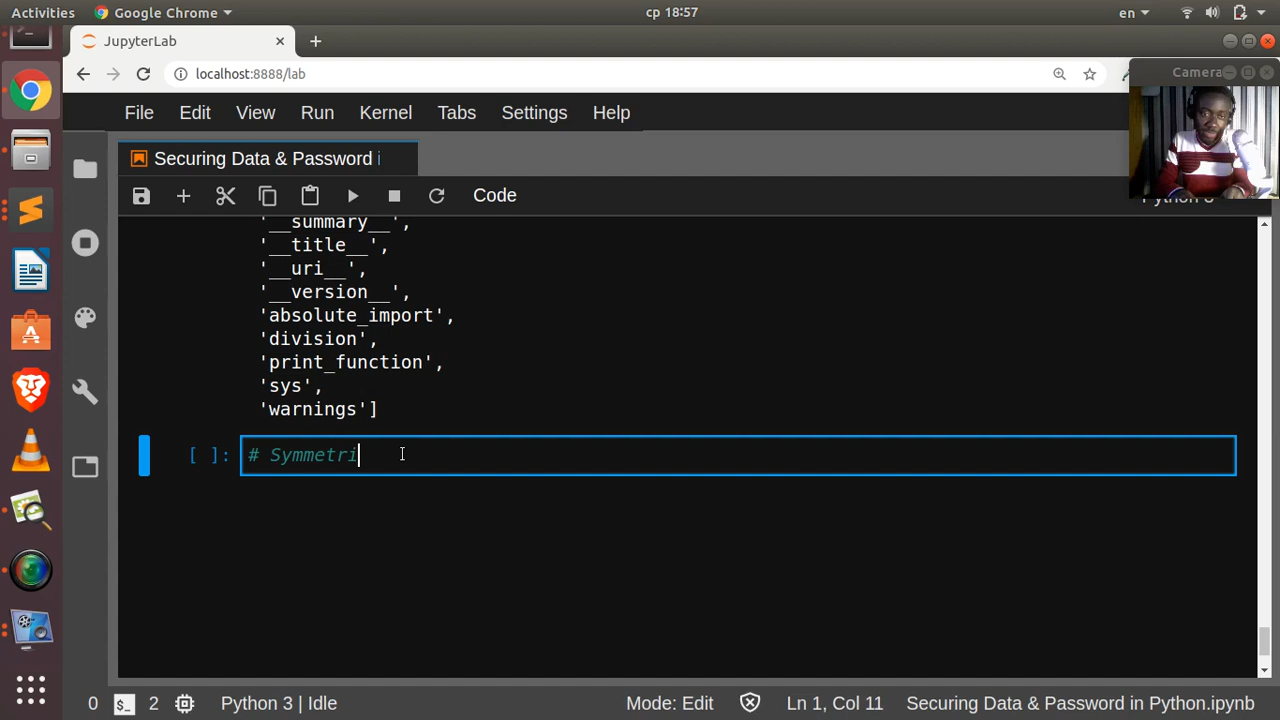 Activities Google Chrome ср 18:57 en
JupyterLab
localhost:8888/lab
Camera
File Edit View Run Kernel Tabs Settings Help
Securing Data & Password i
Code
'__summary__',
'__title__',
'__uri__',
'__version__',
'absolute_import',
'division',
'print_function',
'sys',
'warnings']
[ ]: # Symmetri
0 $_ 2 Python 3 | Idle Mode: Edit Ln 1, Col 11 Securing Data & Password in Python.ipynb